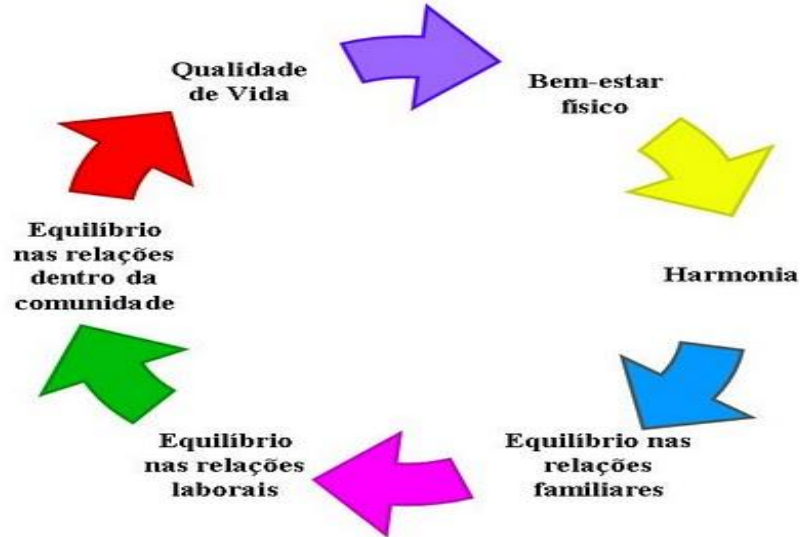 Qualidade
de Vida
Bem-estar
físico
Harmonia
Equilíbrio nas
relações
familiares
Equilíbrio
nas relações
laborais
Equilíbrio
nas relações
dentro da
comunidade